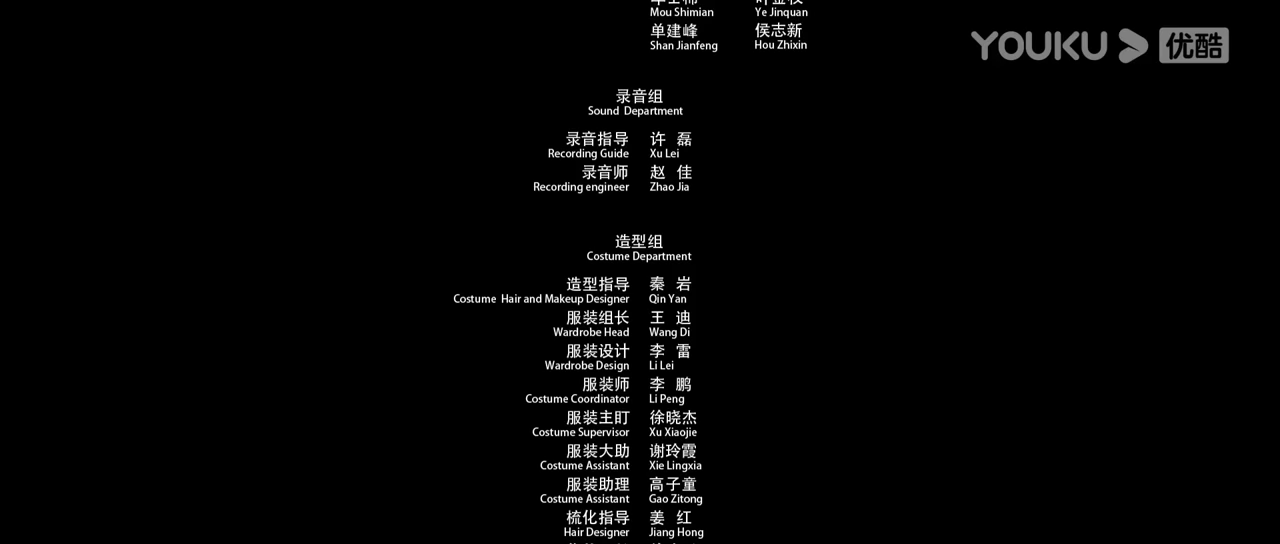 Mou Shimian Ye Jinquan
单建峰 侯志新
Shan Jianfeng Hou Zhixin
YOUKU 优酷
录音组
Sound Department
录音指导 许 磊
Recording Guide Xu Lei
录音师 赵 佳
Recording engineer Zhao Jia
造型组
Costume Department
造型指导 秦 岩
Costume Hair and Makeup Designer Qin Yan
服装组长 王 迪
Wardrobe Head Wang Di
服装设计 李 雷
Wardrobe Design Li Lei
服装师 李 鹏
Costume Coordinator Li Peng
服装主盯 徐晓杰
Costume Supervisor Xu Xiaojie
服装大助 谢玲霞
Costume Assistant Xie Lingxia
服装助理 高子童
Costume Assistant Gao Zitong
梳化指导 姜 红
Hair Designer Jiang Hong